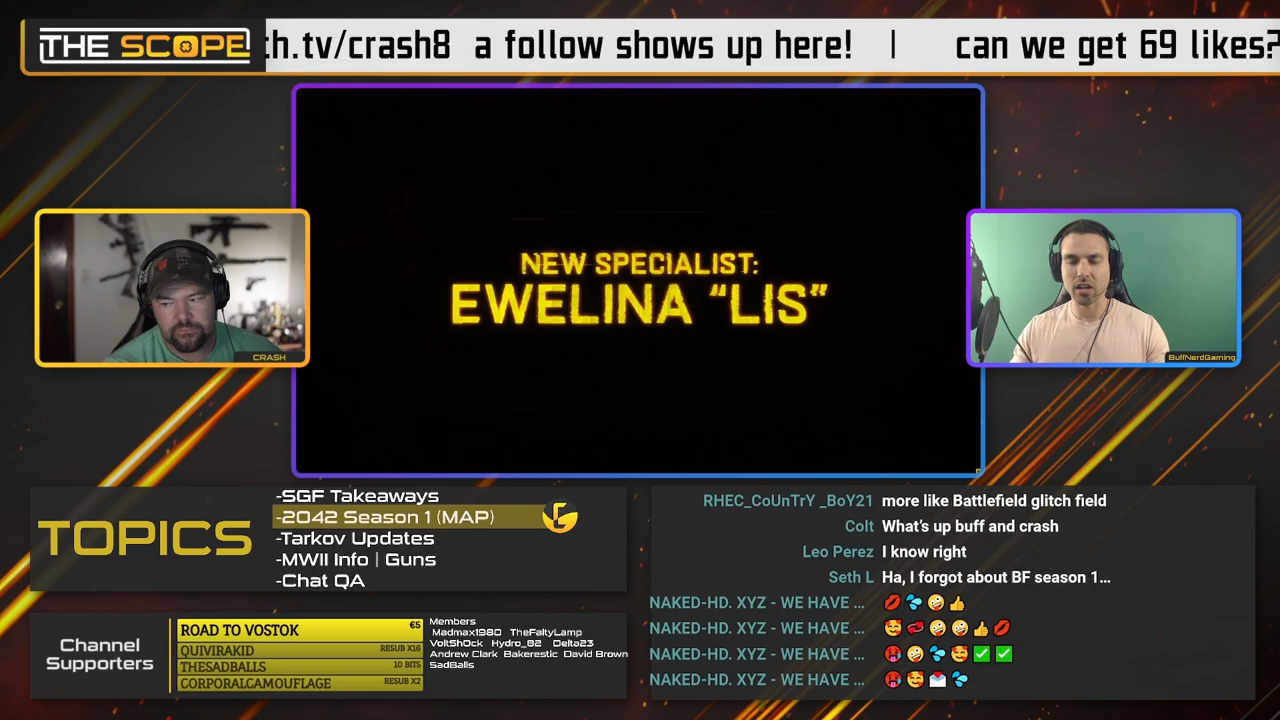 THE SCOPE
ch.tv/crash8 a follow shows up here! | can we get 69 likes?
NEW SPECIALIST:
EWELINA “LIS”
CRASH
BuffNerdGaming
TOPICS
-SGF Takeaways
-2042 Season 1 (MAP)
-Tarkov Updates
-MWII Info | Guns
-Chat QA
Channel
Supporters
ROAD TO VOSTOK €5
QUIVIRAKID RESUB X16
THESADBALLS 10 BITS
CORPORALCAMOUFLAGE RESUB X2
Members
Madmax1980 TheFaltyLamp
VoltSh0ck Hydro_82 Delta23
Andrew Clark Bakerestic David Brown
SadBalls
RHEC_CoUnTrY _BoY21 more like Battlefield glitch field
Colt What's up buff and crash
Leo Perez I know right
Seth L Ha, I forgot about BF season 1...
NAKED-HD. XYZ - WE HAVE ... 💋 💦 🤪 👍
NAKED-HD. XYZ - WE HAVE ... 🥰 💋 🤪 🤪 👍 💋
NAKED-HD. XYZ - WE HAVE ... 🥵 🤪 💦 🥰 ✅ ✅
NAKED-HD. XYZ - WE HAVE ... 🥵 🥰 💌 💦